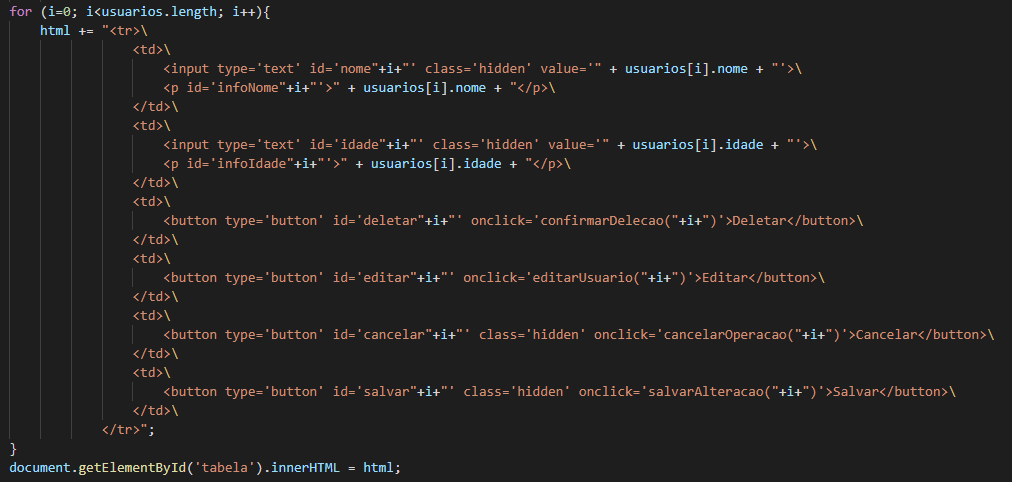 for (i=0; i<usuarios.length; i++){
    html += "<tr>\
                <td>\
                    <input type='text' id='nome"+i+"' class='hidden' value='" + usuarios[i].nome + "'>\
                    <p id='infoNome"+i+"'>" + usuarios[i].nome + "</p>\
                </td>\
                <td>\
                    <input type='text' id='idade"+i+"' class='hidden' value='" + usuarios[i].idade + "'>\
                    <p id='infoIdade"+i+"'>" + usuarios[i].idade + "</p>\
                </td>\
                <td>\
                    <button type='button' id='deletar"+i+"' onclick='confirmarDelecao("+i+")'>Deletar</button>\
                </td>\
                <td>\
                    <button type='button' id='editar"+i+"' onclick='editarUsuario("+i+")'>Editar</button>\
                </td>\
                <td>\
                    <button type='button' id='cancelar"+i+"' class='hidden' onclick='cancelarOperacao("+i+")'>Cancelar</button>\
                </td>\
                <td>\
                    <button type='button' id='salvar"+i+"' class='hidden' onclick='salvarAlteracao("+i+")'>Salvar</button>\
                </td>\
            </tr>";
}
document.getElementById('tabela').innerHTML = html;